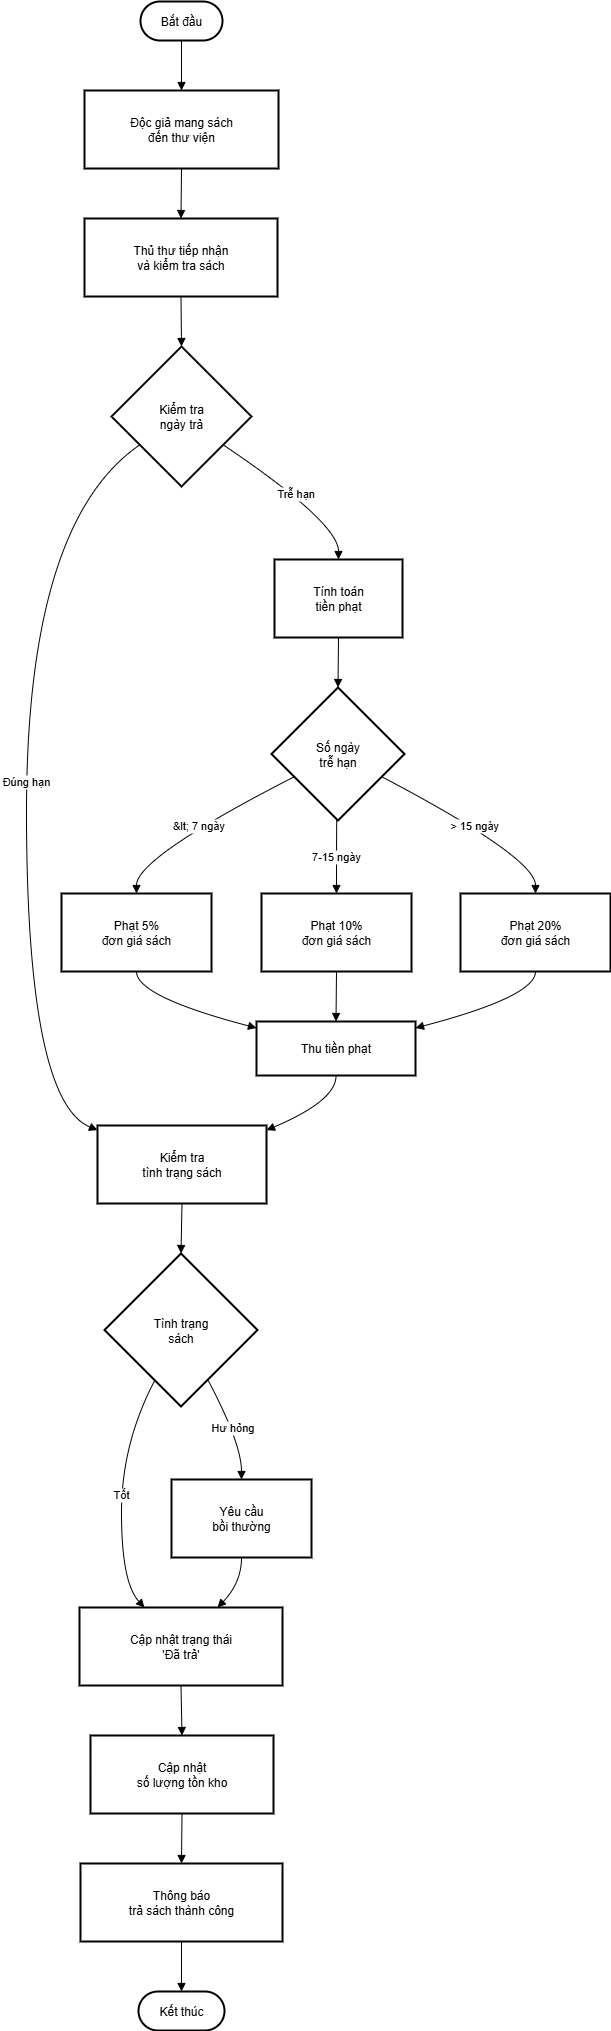 Bắt đầu
Độc giả mang sách
đến thư viện
Thủ thư tiếp nhận
và kiểm tra sách
Kiểm tra
ngày trả
Trễ hạn
Tính toán
tiền phạt
Số ngày
trễ hạn
Đúng hạn
&lt; 7 ngày
7-15 ngày
> 15 ngày
Phạt 5%
đơn giá sách
Phạt 10%
đơn giá sách
Phạt 20%
đơn giá sách
Thu tiền phạt
Kiểm tra
tình trạng sách
Tình trạng
sách
Hư hỏng
Tốt
Yêu cầu
bồi thường
Cập nhật trạng thái
'Đã trả'
Cập nhật
số lượng tồn kho
Thông báo
trả sách thành công
Kết thúc